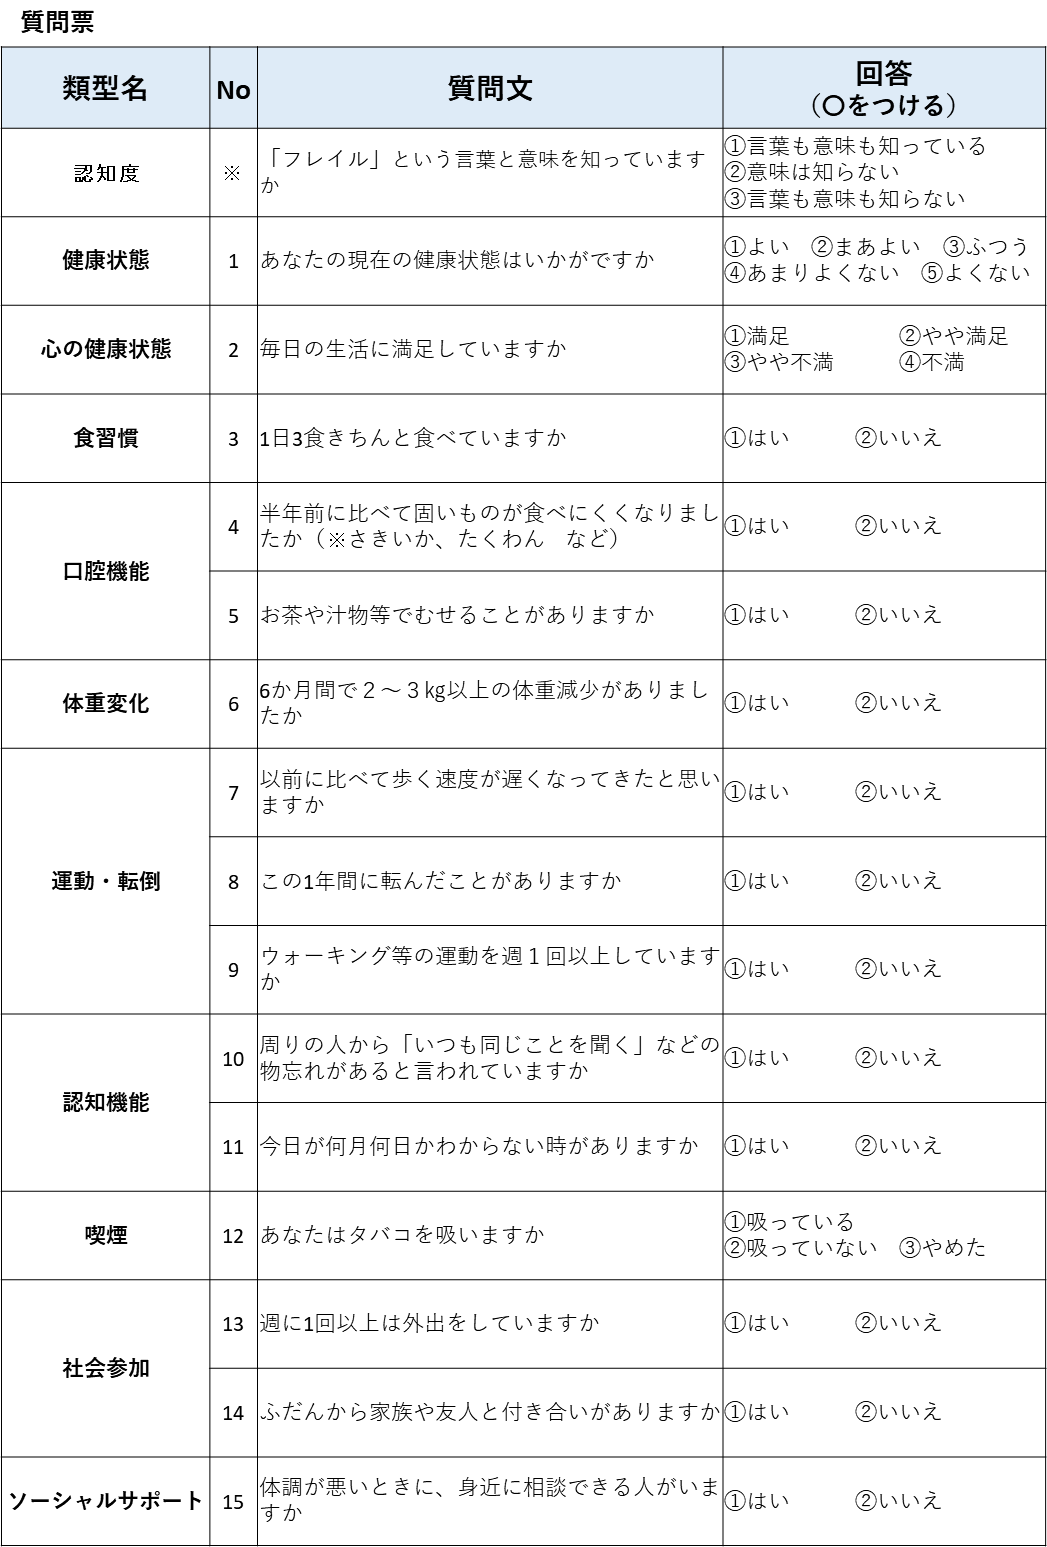 質問票
類型名 No 質問文 回答
（〇をつける）
認知度 ※ 「フレイル」という言葉と意味を知っています
か
①言葉も意味も知っている
②意味は知らない
③言葉も意味も知らない
健康状態 1 あなたの現在の健康状態はいかがですか
①よい　②まあよい　③ふつう
④あまりよくない　⑤よくない
心の健康状態 2 毎日の生活に満足していますか
①満足　　　　　②やや満足
③やや不満　　　④不満
食習慣 3 1日3食きちんと食べていますか ①はい　　　②いいえ
口腔機能
4 半年前に比べて固いものが食べにくくなりまし
たか（※さきいか、たくわん　など）
①はい　　　②いいえ
5 お茶や汁物等でむせることがありますか ①はい　　　②いいえ
体重変化 6 6か月間で２～３㎏以上の体重減少がありまし
たか
①はい　　　②いいえ
運動・転倒
7 以前に比べて歩く速度が遅くなってきたと思い
ますか
①はい　　　②いいえ
8 この1年間に転んだことがありますか ①はい　　　②いいえ
9 ウォーキング等の運動を週１回以上しています
か
①はい　　　②いいえ
認知機能
10 周りの人から「いつも同じことを聞く」などの
物忘れがあると言われていますか
①はい　　　②いいえ
11 今日が何月何日かわからない時がありますか ①はい　　　②いいえ
喫煙 12 あなたはタバコを吸いますか
①吸っている
②吸っていない　③やめた
社会参加
13 週に1回以上は外出をしていますか ①はい　　　②いいえ
14 ふだんから家族や友人と付き合いがありますか ①はい　　　②いいえ
ソーシャルサポート 15 体調が悪いときに、身近に相談できる人がいま
すか
①はい　　　②いいえ